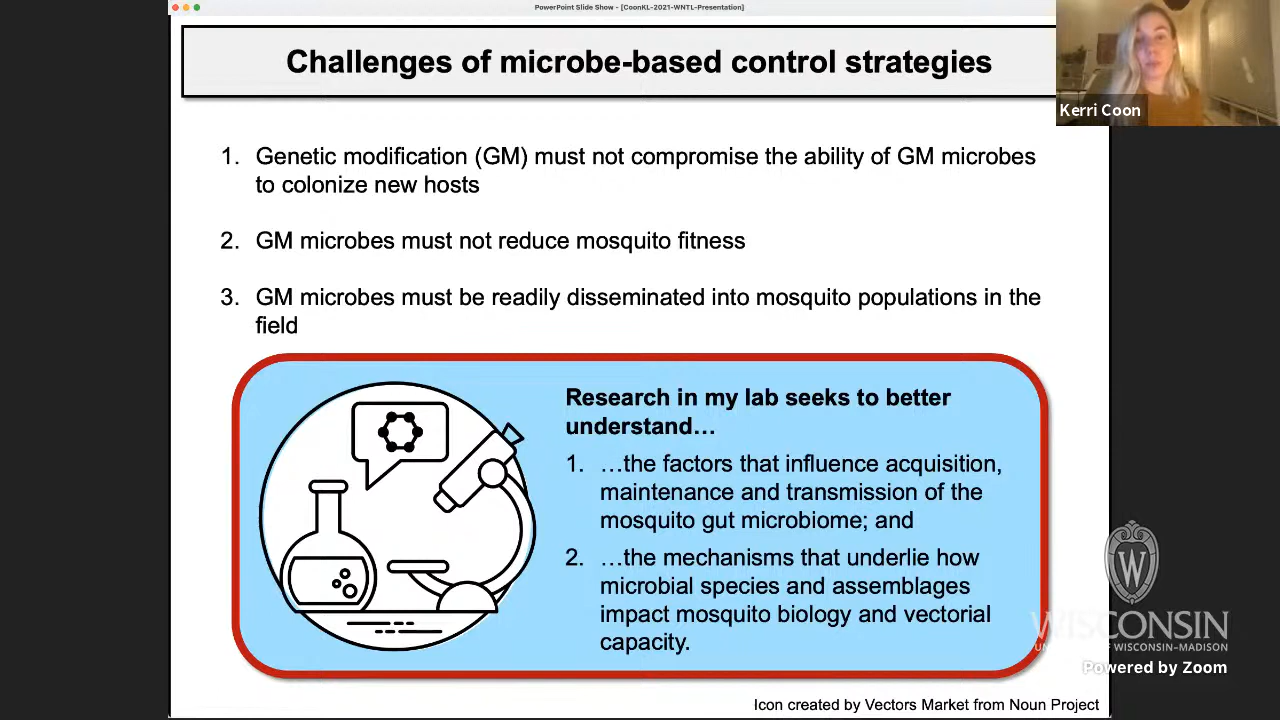 PowerPoint Slide Show - [CoonKL-2021-WNTL-Presentation]
Challenges of microbe-based control strategies
Kerri Coon
1. Genetic modification (GM) must not compromise the ability of GM microbes
to colonize new hosts
2. GM microbes must not reduce mosquito fitness
3. GM microbes must be readily disseminated into mosquito populations in the
field
Research in my lab seeks to better
understand…
1. …the factors that influence acquisition,
maintenance and transmission of the
mosquito gut microbiome; and
2. …the mechanisms that underlie how
microbial species and assemblages
impact mosquito biology and vectorial
capacity.
W
WISCONSIN
OF WISCONSIN–MADISON
Powered by Zoom
Icon created by Vectors Market from Noun Project